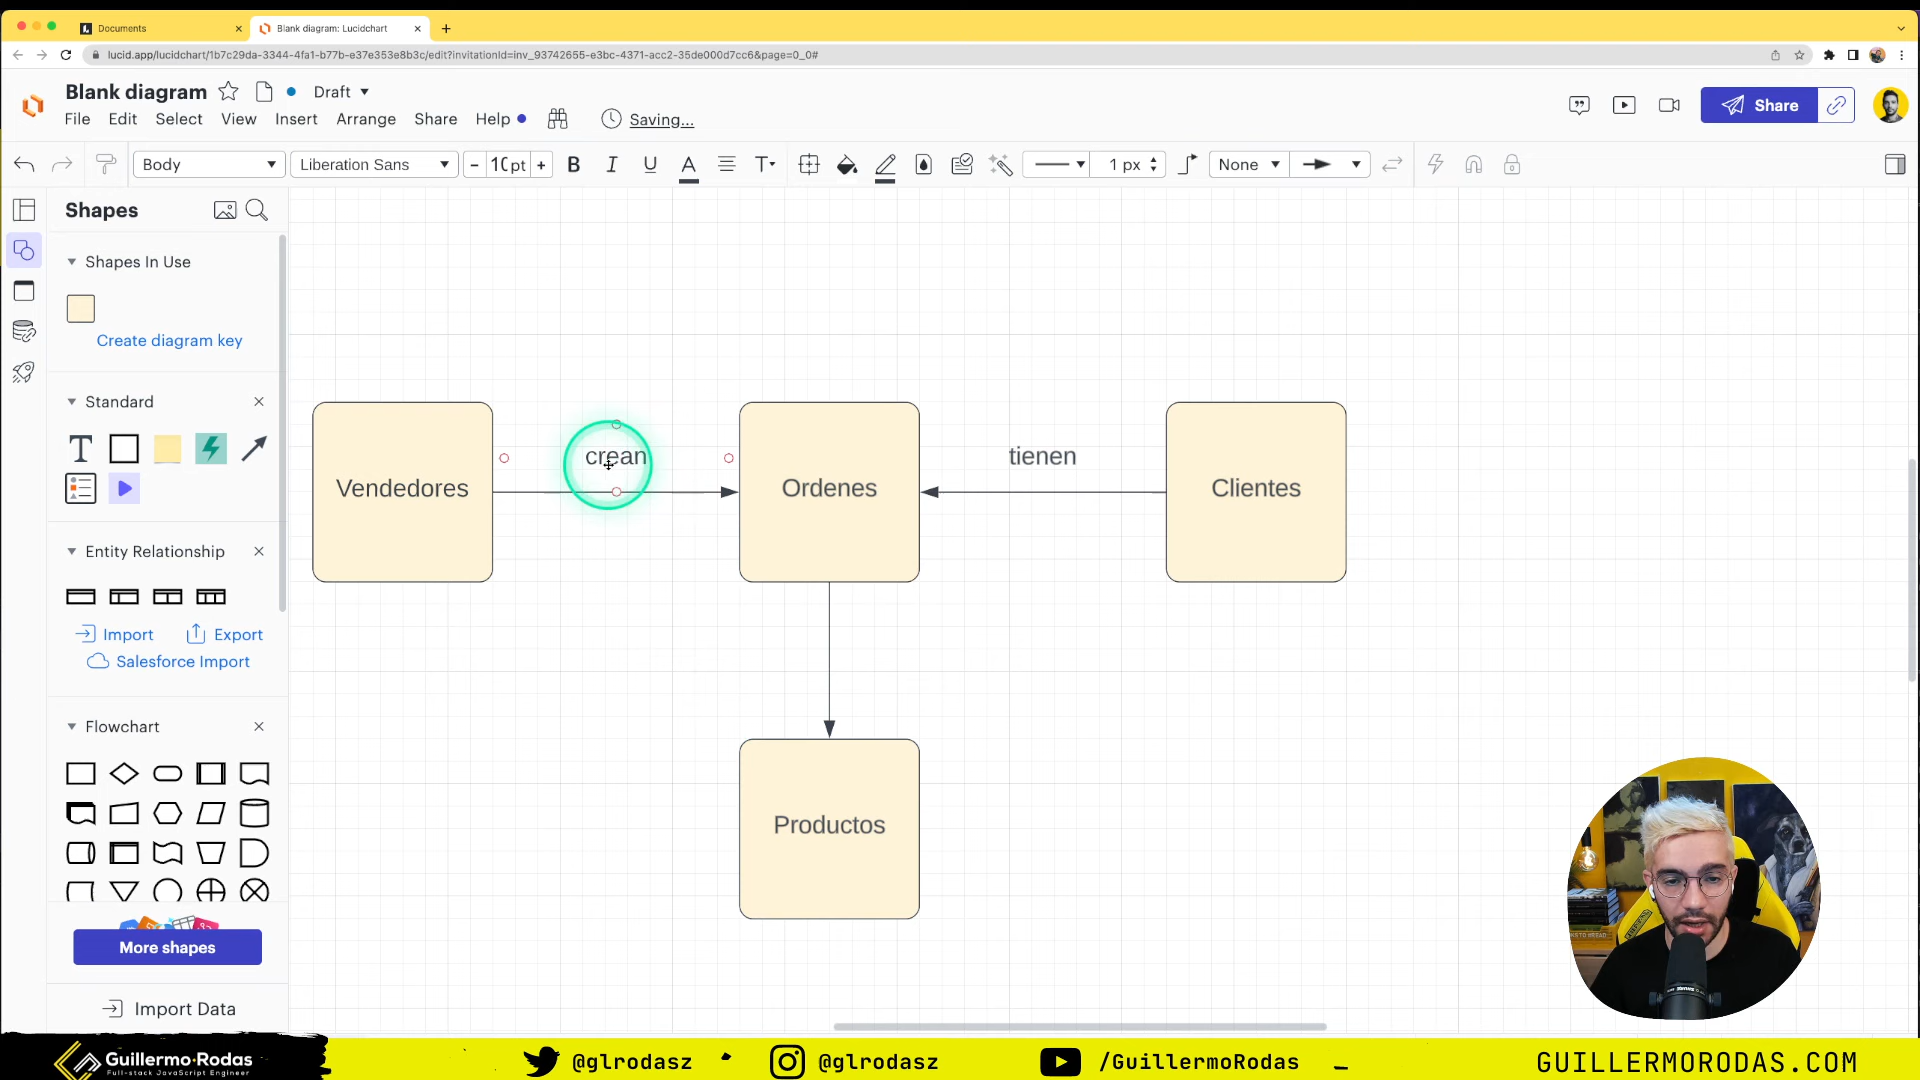 Documents
Blank diagram: Lucidchart
lucid.app/lucidchart/1b7c29da-3344-4fa1-b77b-e37e353e8b3c/edit?invitationId=inv_93742655-e3bc-4371-acc2-35de000d7cc6&page=0_0#
Blank diagram
Draft
File Edit Select View Insert Arrange Share Help
Saving...
Share
Body
Liberation Sans
- 10 pt +
B I U A T
1 px
None
Shapes
Shapes In Use
Create diagram key
Standard
T
Entity Relationship
Import Export
Salesforce Import
Flowchart
More shapes
Import Data
Vendedores
crean
Ordenes
tienen
Clientes
Productos
Guillermo Rodas
Full-stack JavaScript Engineer
@glrodasz
@glrodasz
/GuillermoRodas
GUILLERMORODAS.COM